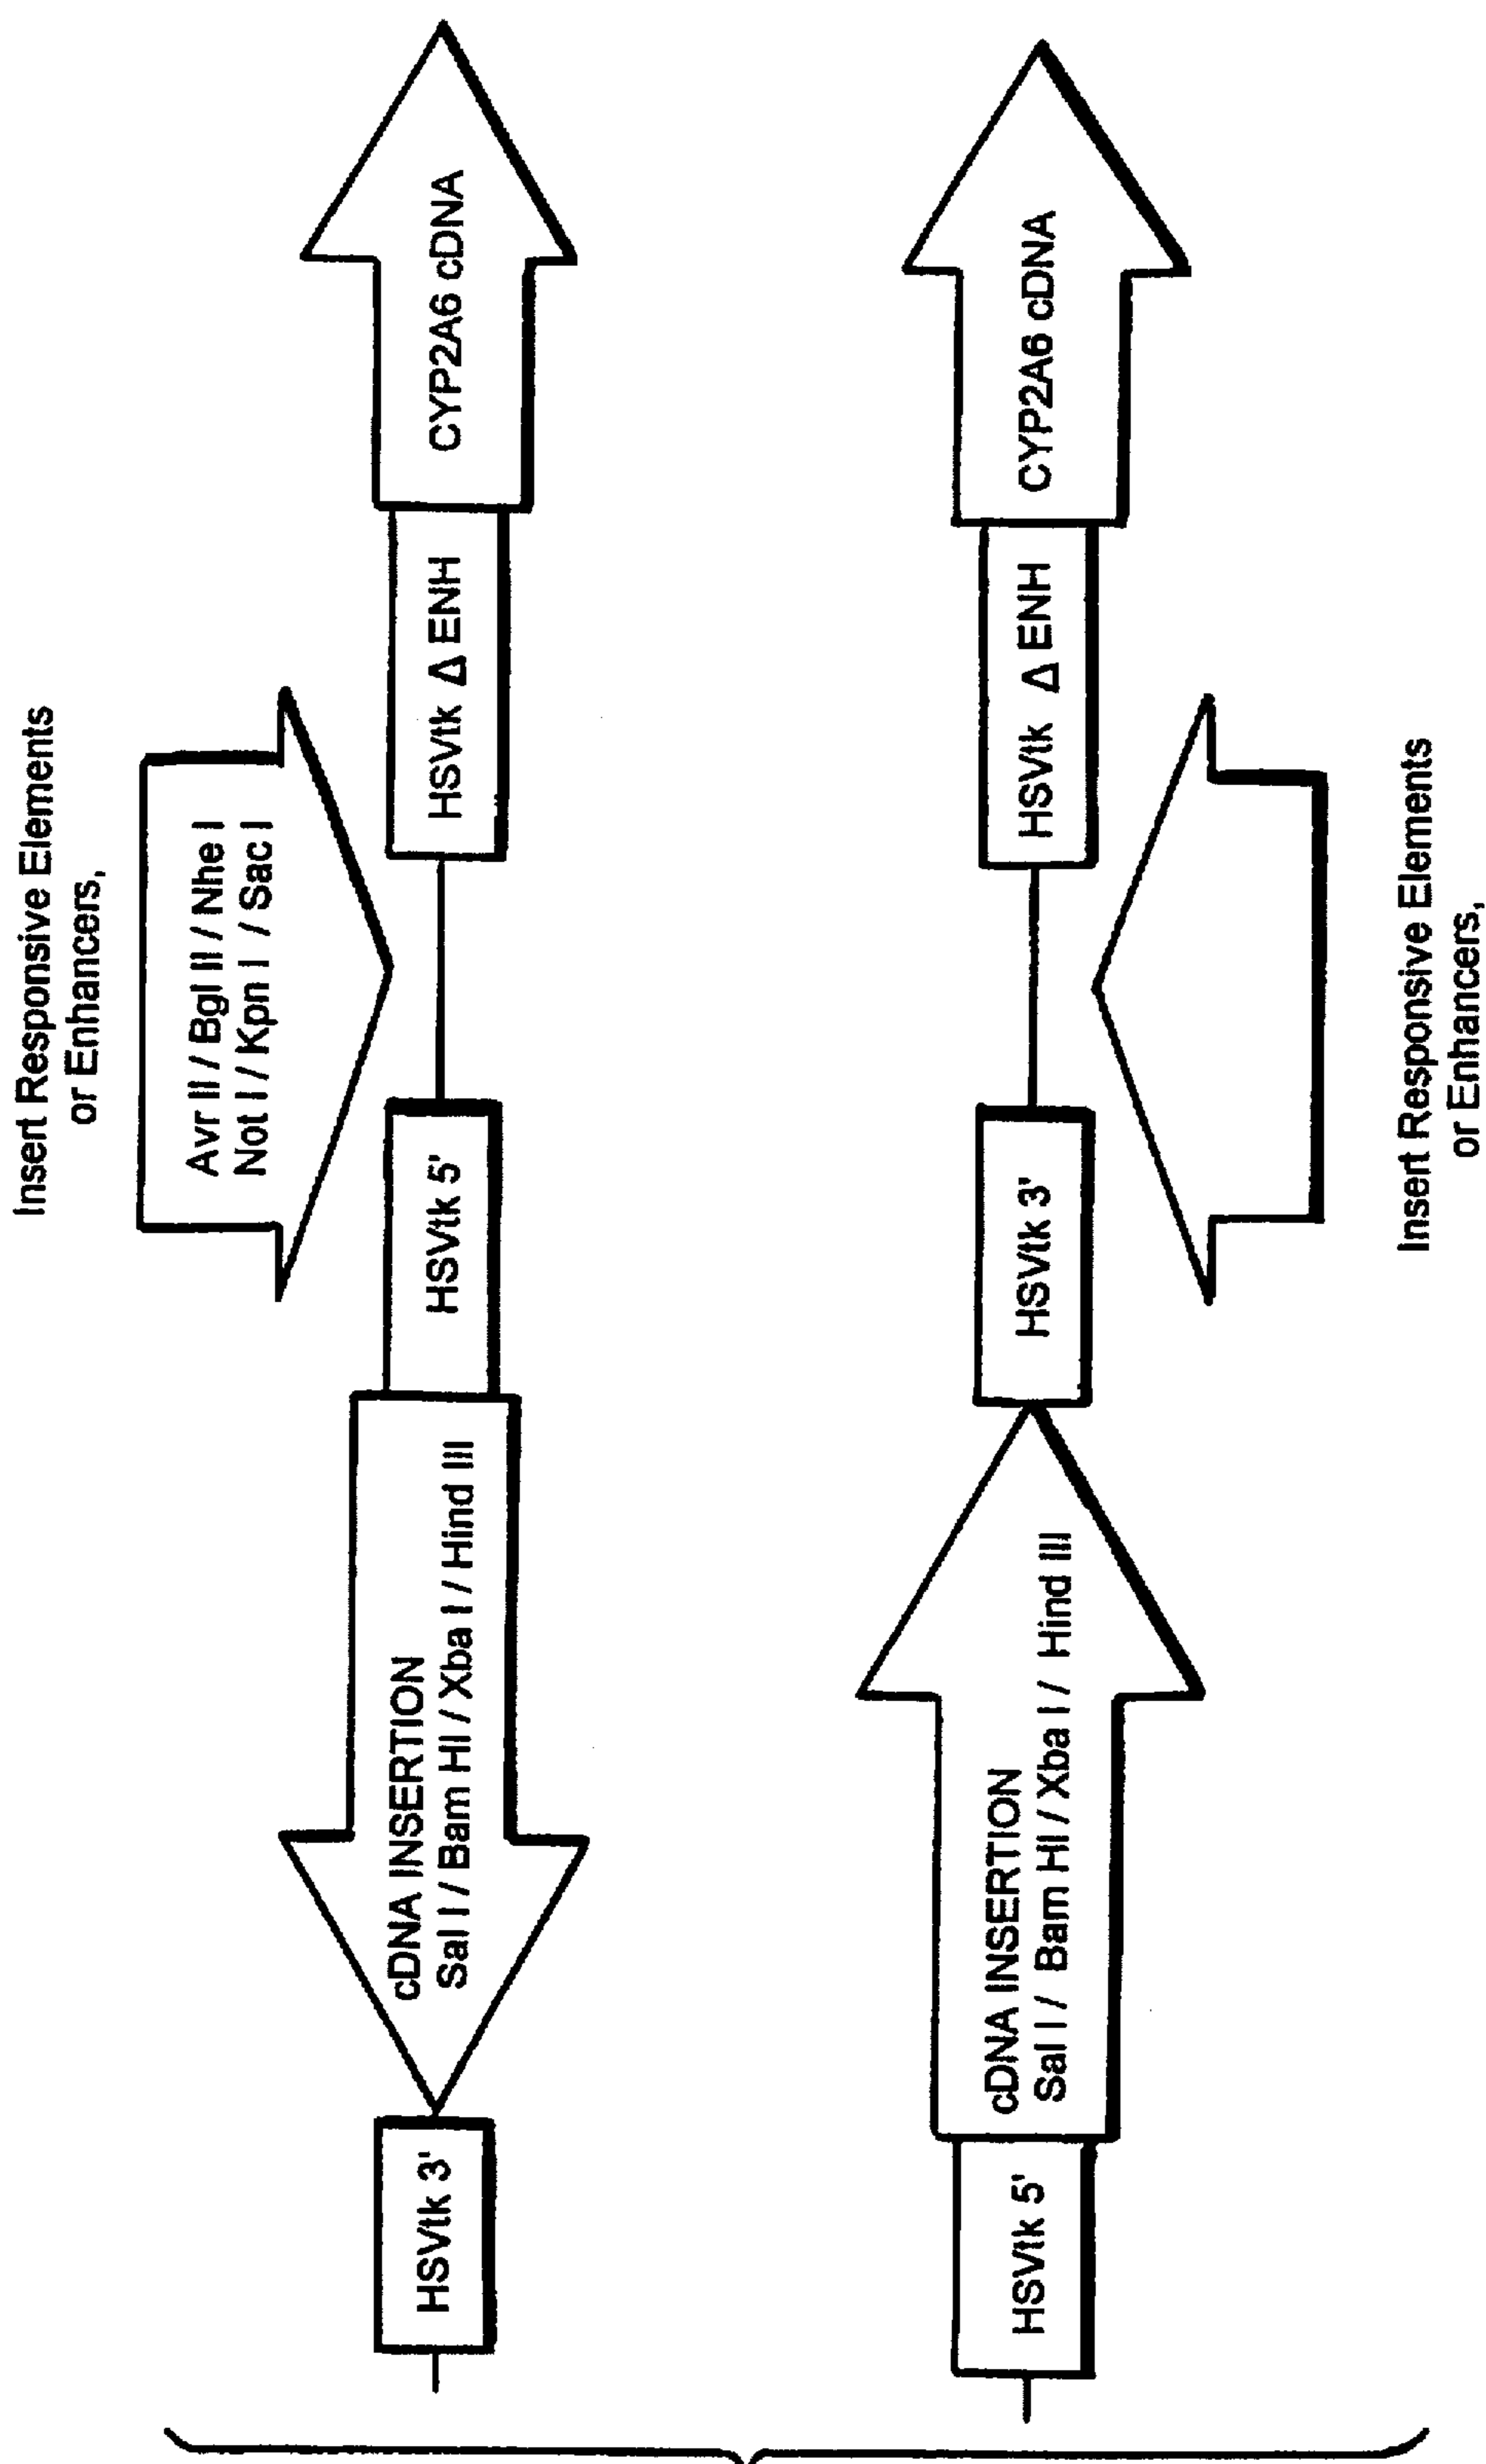 Insert Responsive Elements
or Enhancers,
Avr II / Bgl II / Nhe I
Not I / Kpn I / Sac I
HSVtk 3'
cDNA INSERTION
Sal I / Bam HI / Xba I / Hind III
HSVtk 5'
HSVtk Δ ENH
CYP2A6 cDNA
HSVtk 5'
cDNA INSERTION
Sal I / Bam HI / Xba I / Hind III
HSVtk 3'
HSVtk Δ ENH
CYP2A6 cDNA
Insert Responsive Elements
or Enhancers,